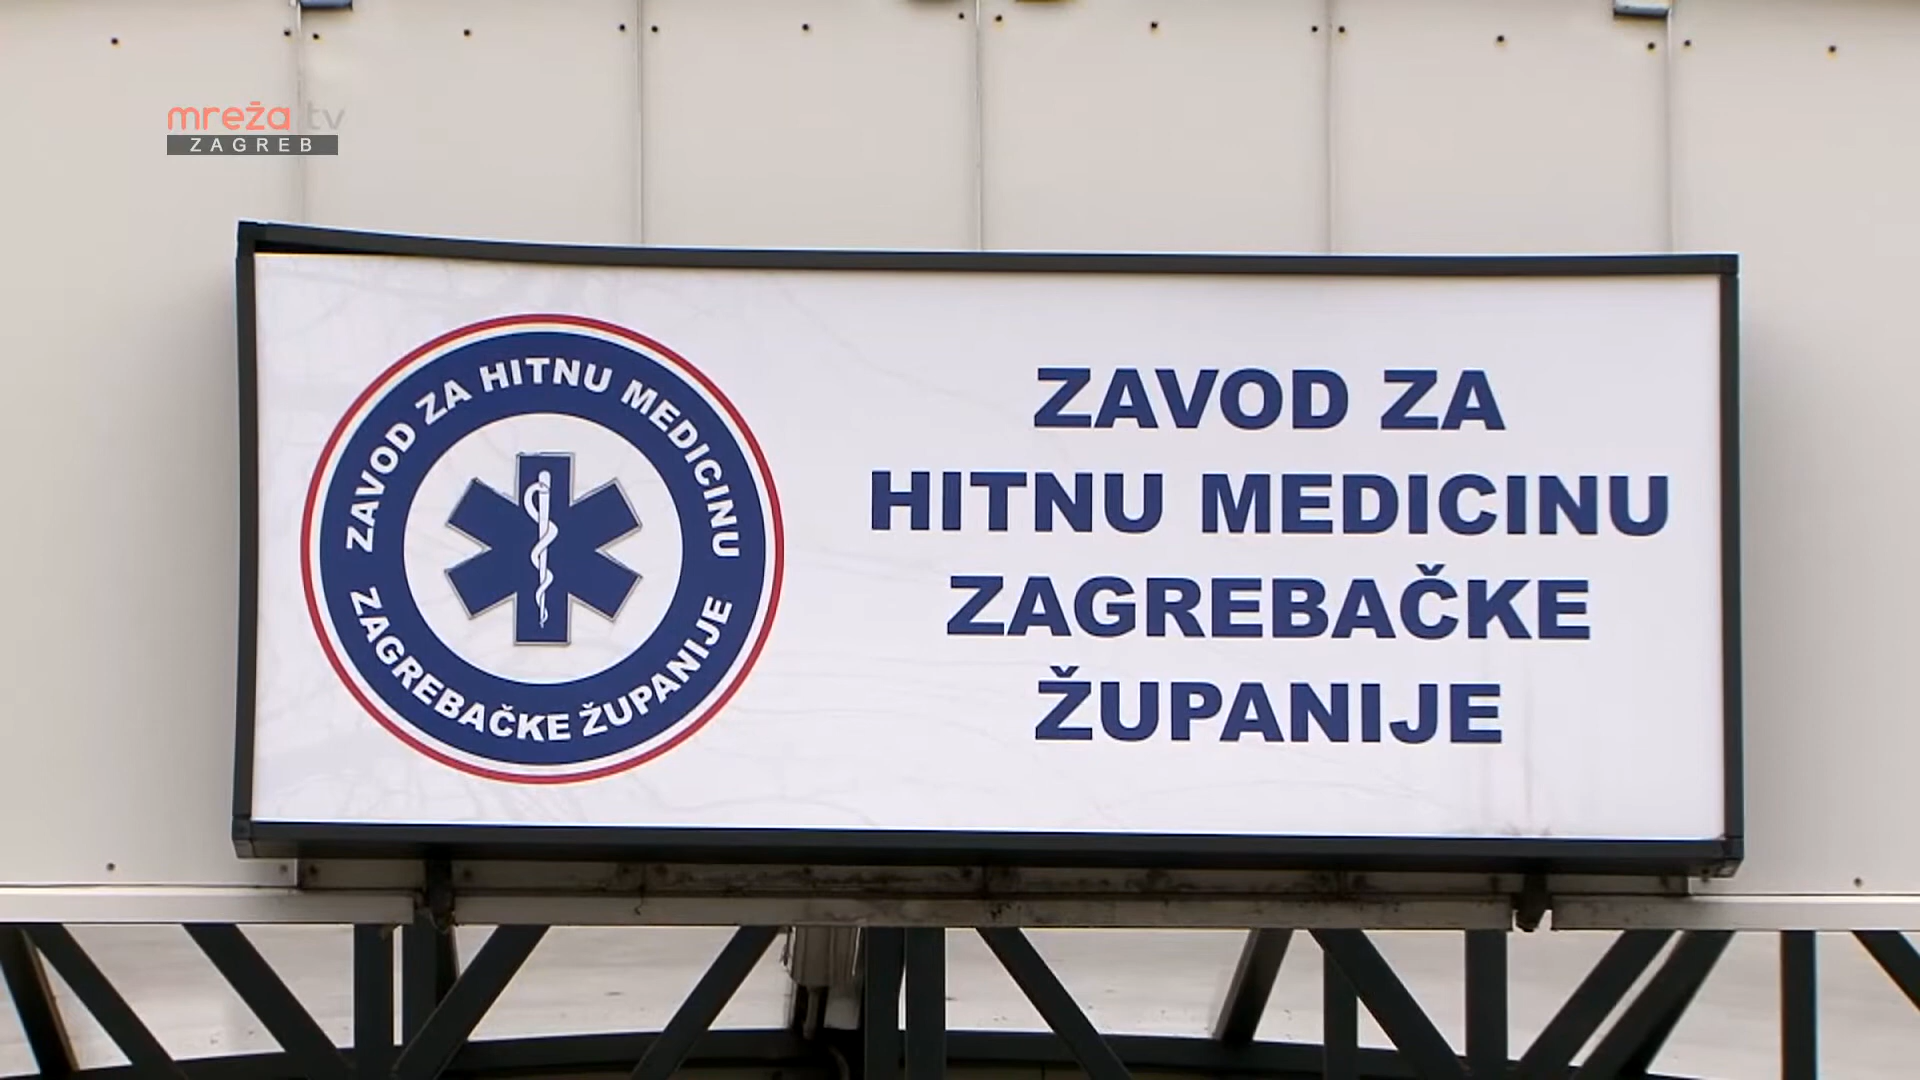 mreža tv
ZAGREB
ZAVOD ZA HITNU MEDICINU
ZAGREBAČKE ŽUPANIJE
ZAVOD ZA
HITNU MEDICINU
ZAGREBAČKE
ŽUPANIJE